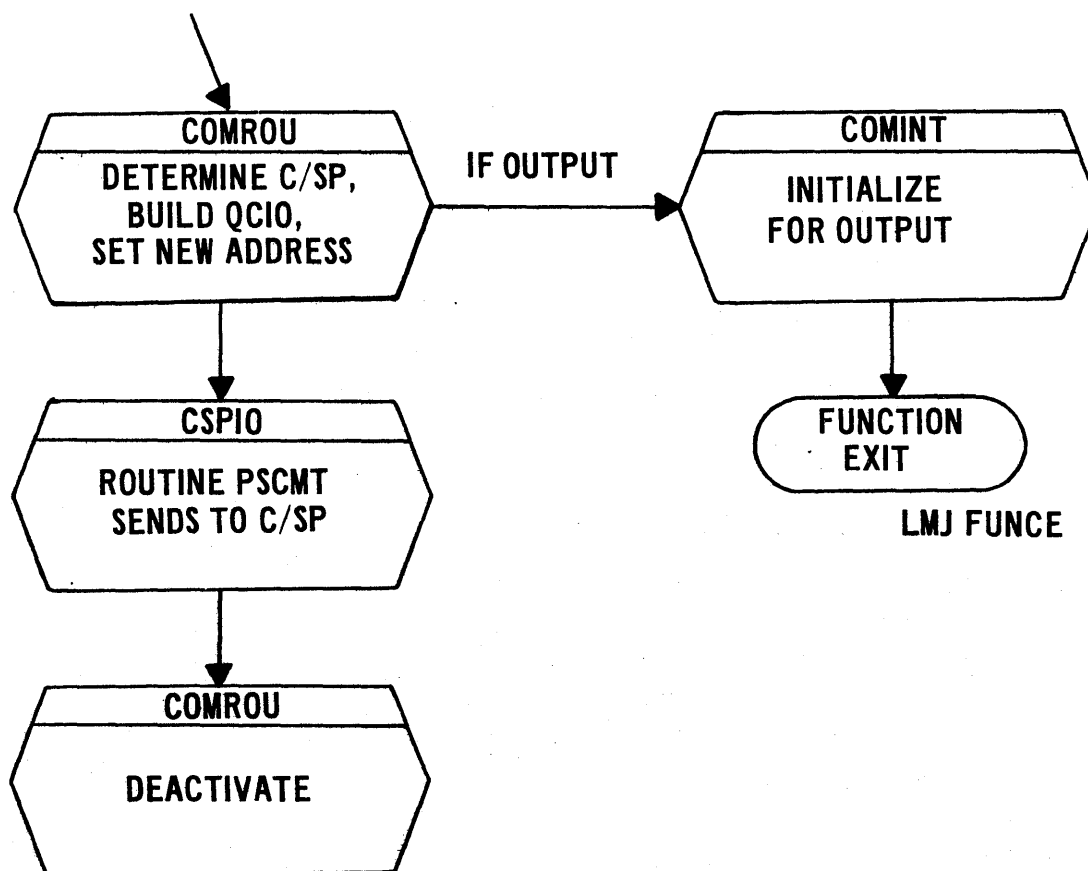 COMROU
DETERMINE C/SP,
BUILD QCIO,
SET NEW ADDRESS
IF OUTPUT
COMINT
INITIALIZE
FOR OUTPUT
CSPIO
ROUTINE PSCMT
SENDS TO C/SP
FUNCTION
EXIT
LMJ FUNCE
COMROU
DEACTIVATE